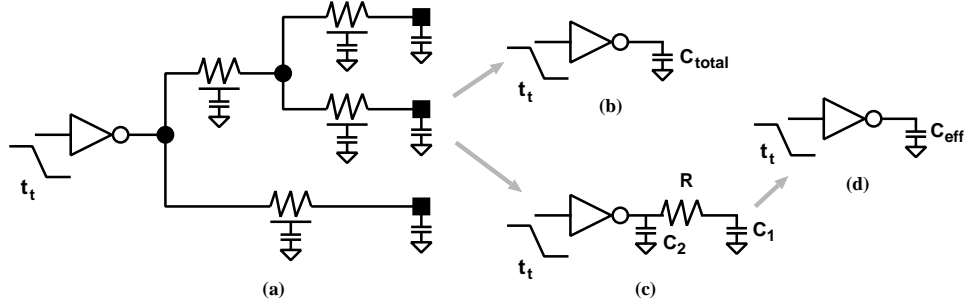 t_t
(a)
t_t
C_total
(b)
t_t
C_2
R
C_1
(c)
t_t
C_eff
(d)